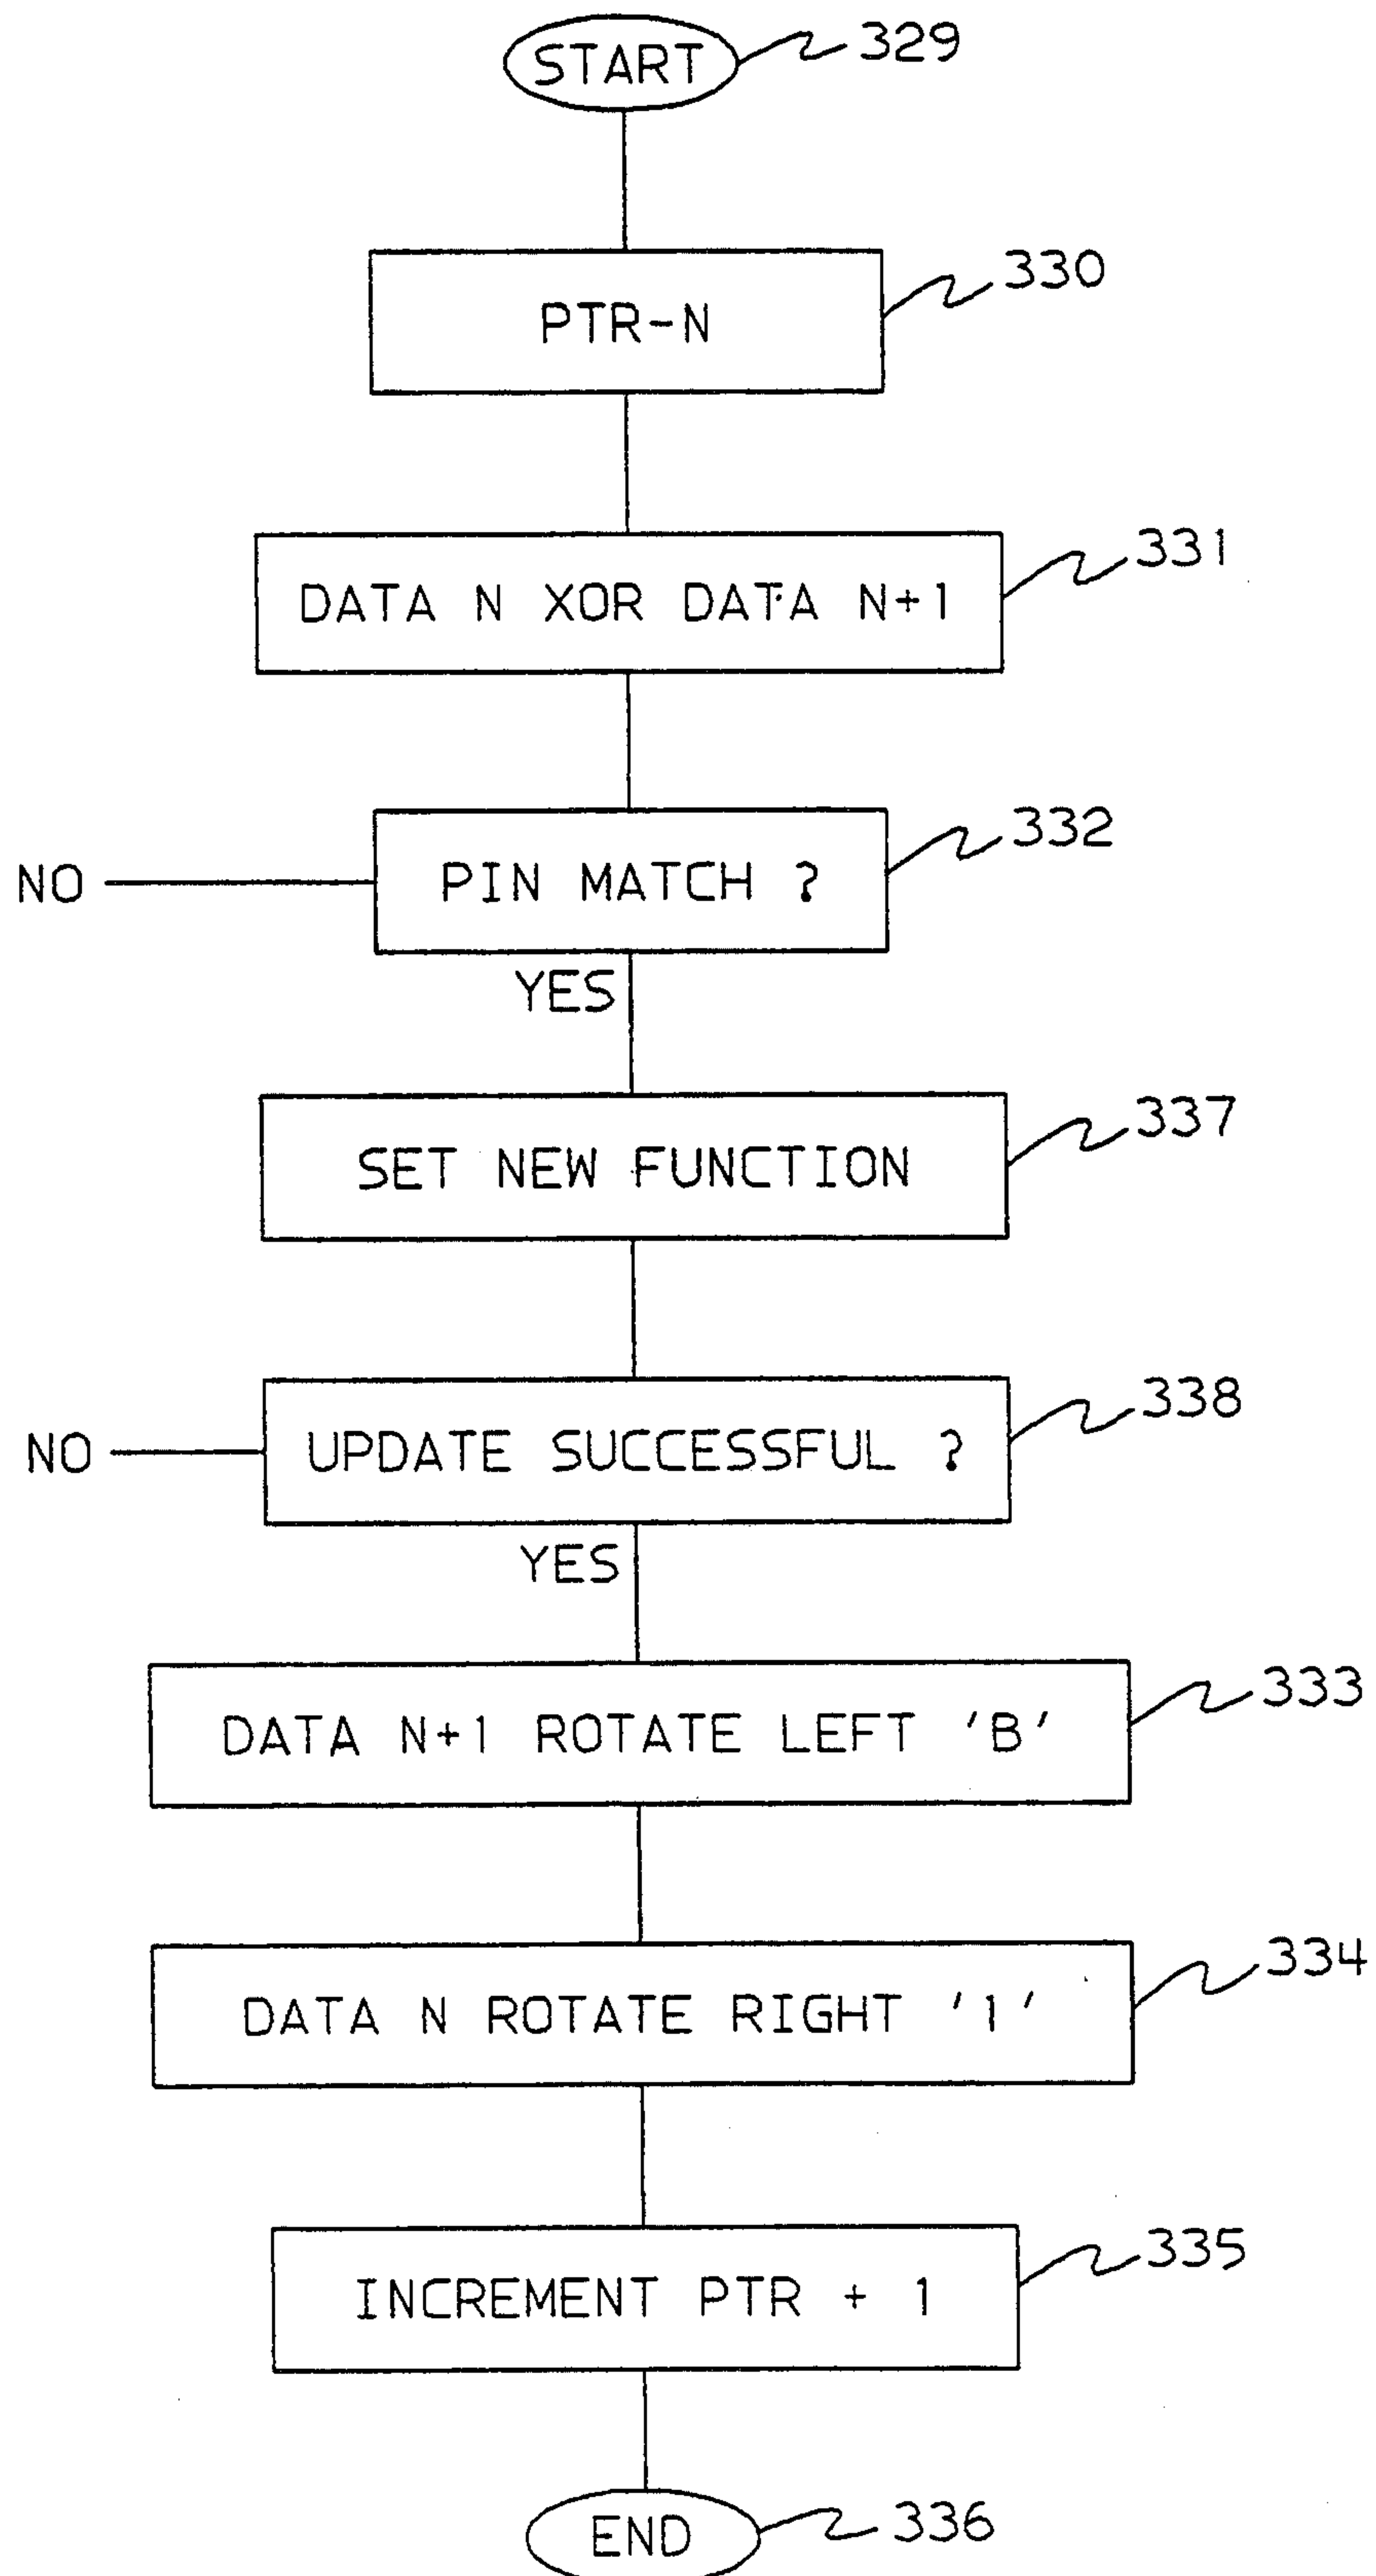 START 329
PTR-N 330
DATA N XOR DATA N+1 331
NO PIN MATCH ? 332
YES
SET NEW FUNCTION 337
NO UPDATE SUCCESSFUL ? 338
YES
DATA N+1 ROTATE LEFT 'B' 333
DATA N ROTATE RIGHT '1' 334
INCREMENT PTR + 1 335
END 336